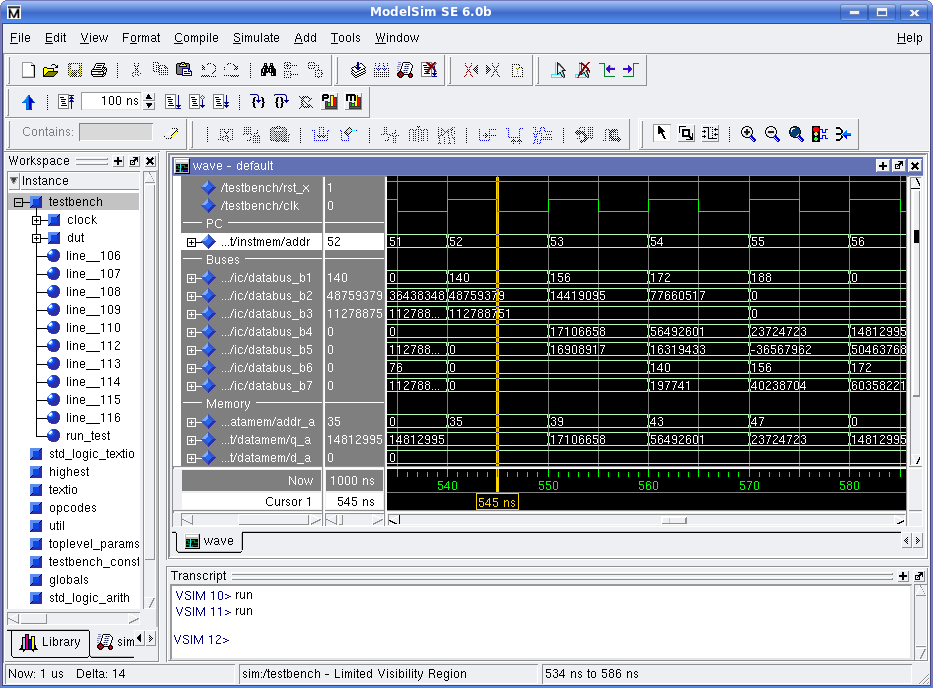 ModelSim SE 6.0b
File Edit View Format Compile Simulate Add Tools Window Help
100 ns
Contains:
Workspace
Instance
testbench
clock
dut
line__106
line__107
line__108
line__109
line__110
line__112
line__113
line__114
line__115
line__116
run_test
std_logic_textio
highest
textio
opcodes
util
toplevel_params
testbench_const
globals
std_logic_arith
Library
sim
wave - default
/testbench/rst_x 1
/testbench/clk 0
PC
...t/instmem/addr 52 51 52 53 54 55 56
Buses
.../ic/databus_b1 140 0 140 156 172 188 0
.../ic/databus_b2 48759379 36438348 48759379 14419095 77660517 0
.../ic/databus_b3 11278875 112788... 112788751 0
.../ic/databus_b4 0 0 17106658 56492601 23724723 14812995
.../ic/databus_b5 0 112788... 0 16908917 16319433 -36567962 50463768
.../ic/databus_b6 0 76 0 140 156 172
.../ic/databus_b7 0 112788... 0 197741 40238704 60358221
Memory
...atamem/addr_a 35 0 35 39 43 47 0
...t/datamem/q_a 14812995 14812995 17106658 56492601 23724723 14812995
...t/datamem/d_a 0 0
Now 1000 ns 540 550 560 570 580
Cursor 1 545 ns 545 ns
wave
Transcript
VSIM 10> run
VSIM 11> run
VSIM 12>
Now: 1 us Delta: 14 sim:/testbench - Limited Visibility Region 534 ns to 586 ns